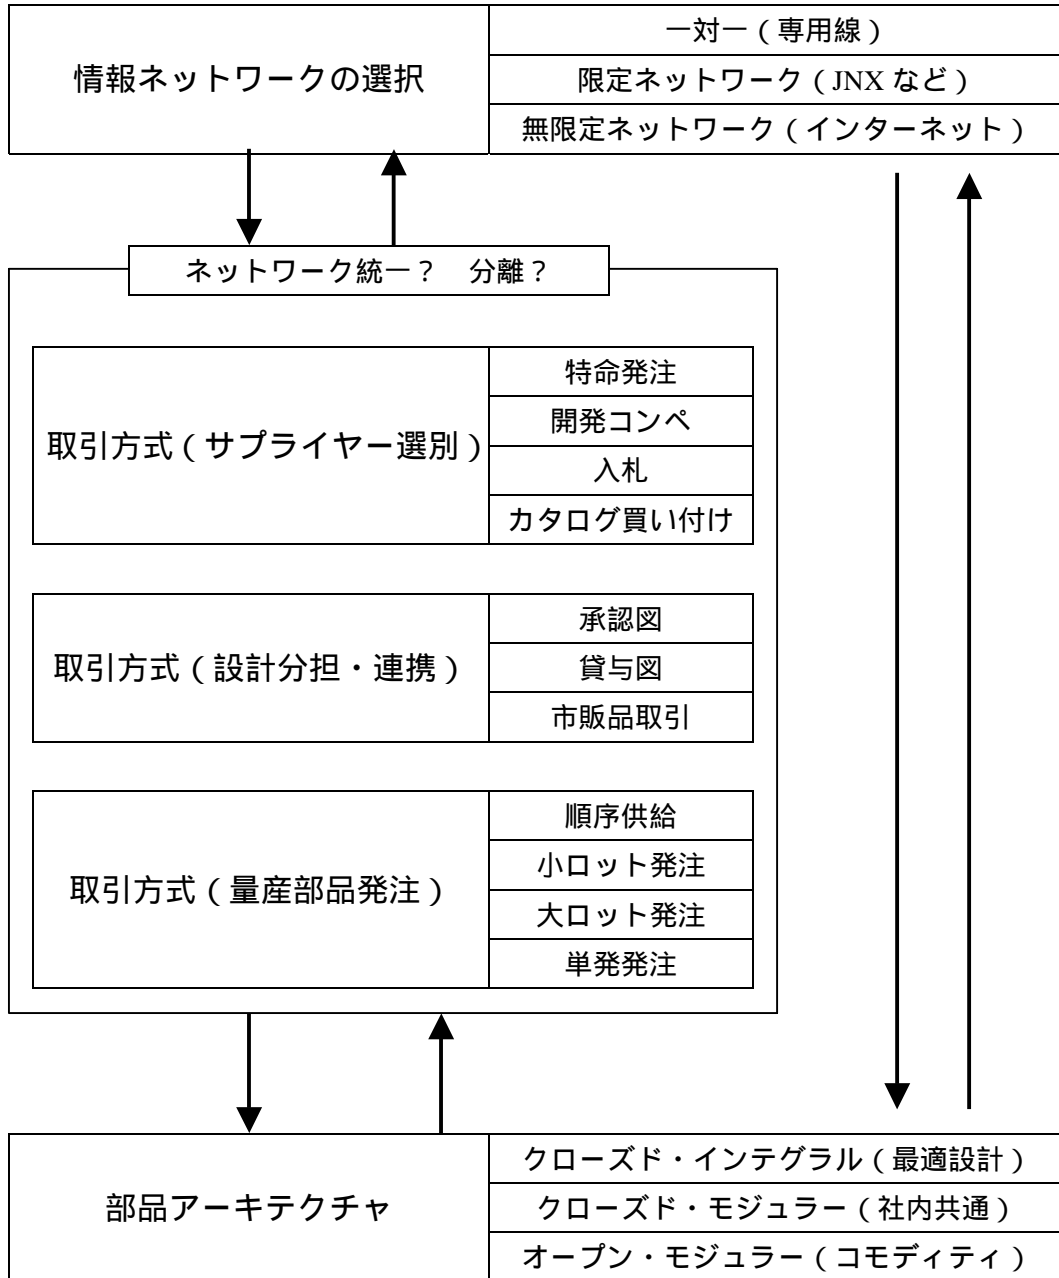 情報ネットワークの選択
一対一（専用線）
限定ネットワーク（JNX など）
無限定ネットワーク（インターネット）
ネットワーク統一？　分離？
取引方式（サプライヤー選別）
特命発注
開発コンペ
入札
カタログ買い付け
取引方式（設計分担・連携）
承認図
貸与図
市販品取引
取引方式（量産部品発注）
順序供給
小ロット発注
大ロット発注
単発発注
部品アーキテクチャ
クローズド・インテグラル（最適設計）
クローズド・モジュラー（社内共通）
オープン・モジュラー（コモディティ）